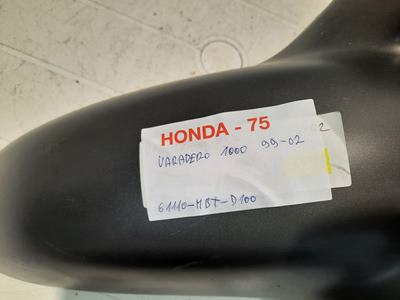 HONDA - 75
VARADERO 1000 99-02
61110-MBT-D100